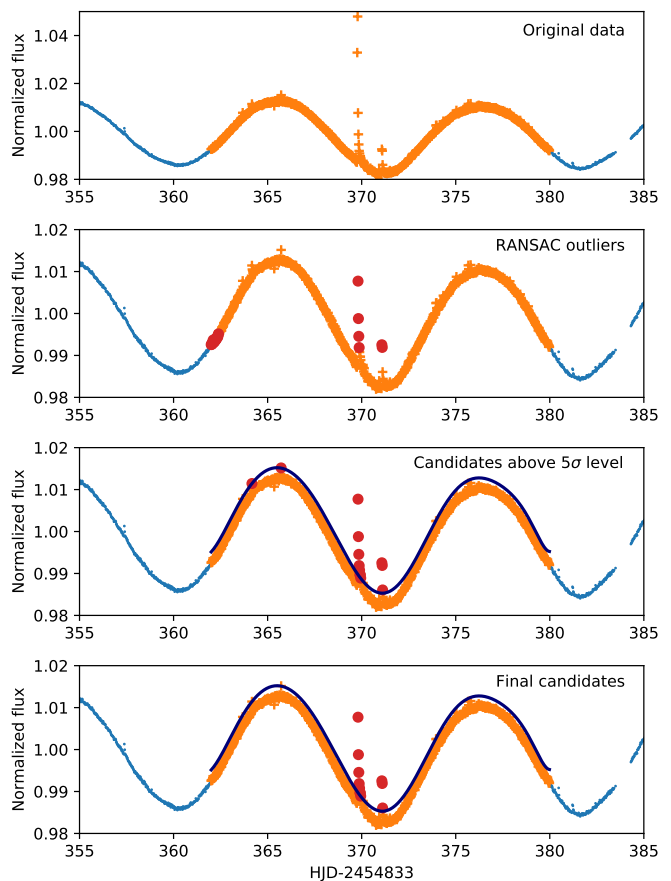 Normalized flux
Original data
1.04
1.02
1.00
0.98
355 360 365 370 375 380 385
Normalized flux
RANSAC outliers
1.02
1.01
1.00
0.99
0.98
355 360 365 370 375 380 385
Normalized flux
Candidates above 5σ level
1.02
1.01
1.00
0.99
0.98
355 360 365 370 375 380 385
Normalized flux
Final candidates
1.02
1.01
1.00
0.99
0.98
355 360 365 370 375 380 385
HJD-2454833